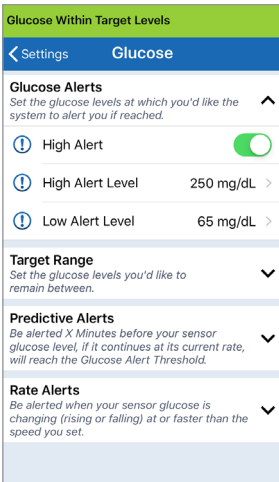 Glucose Within Target Levels
Settings
Glucose
Glucose Alerts
Set the glucose levels at which you'd like the
system to alert you if reached.
High Alert
High Alert Level 250 mg/dL
Low Alert Level 65 mg/dL
Target Range
Set the glucose levels you'd like to
remain between.
Predictive Alerts
Be alerted X Minutes before your sensor
glucose level, if it continues at its current rate,
will reach the Glucose Alert Threshold.
Rate Alerts
Be alerted when your sensor glucose is
changing (rising or falling) at or faster than the
speed you set.